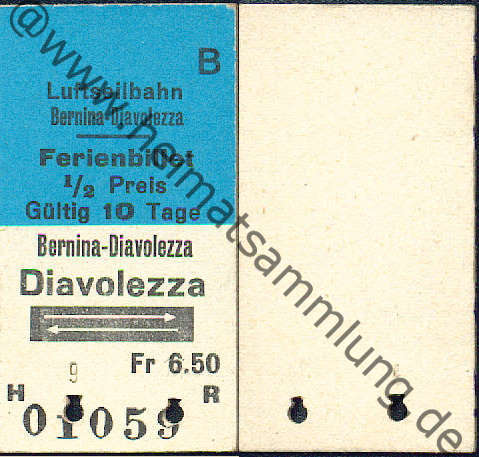 B
Luftseilbahn
Bernina-Diavolezza
Ferienbillet
1/2 Preis
Gültig 10 Tage
Bernina-Diavolezza
Diavolezza
Fr 6.50
9
H R
01059
@www.heimatsammlung.de